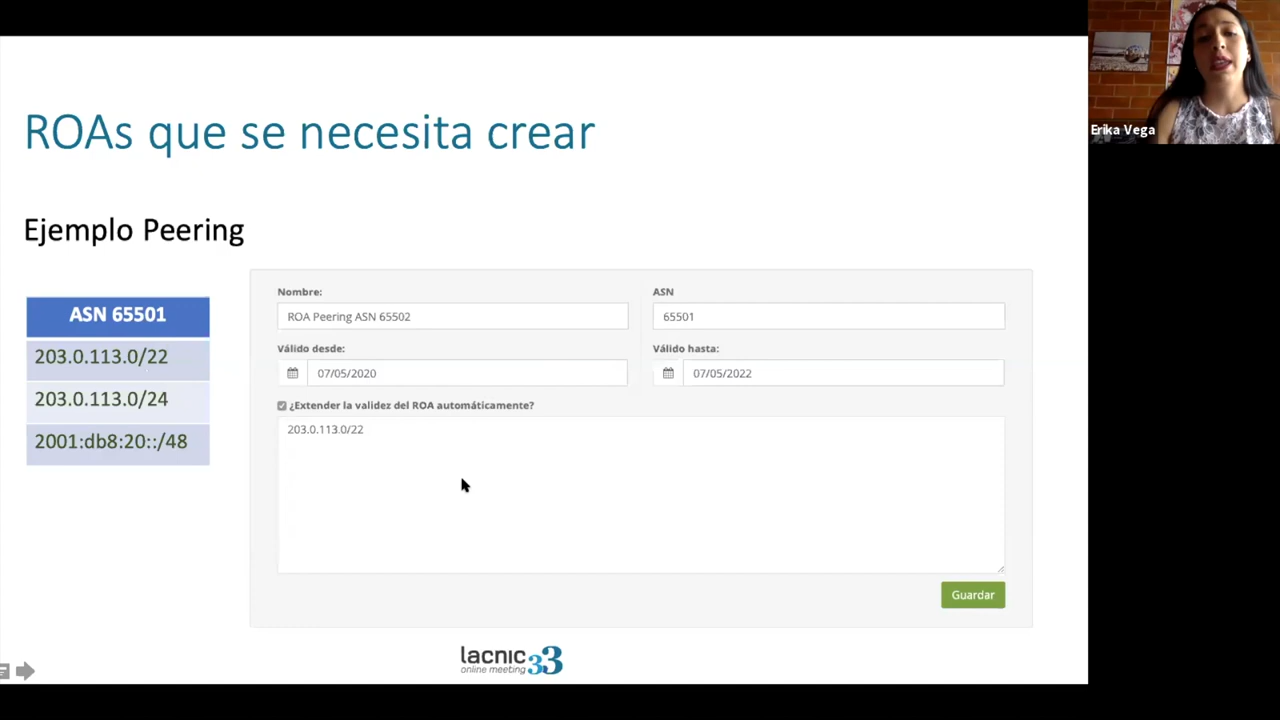 ROAs que se necesita crear
Erika Vega
Ejemplo Peering
ASN 65501
203.0.113.0/22
203.0.113.0/24
2001:db8:20::/48
Nombre:
ASN
ROA Peering ASN 65502
65501
Válido desde:
Válido hasta:
07/05/2020
07/05/2022
¿Extender la validez del ROA automáticamente?
203.0.113.0/22
Guardar
lacnic 33
online meeting